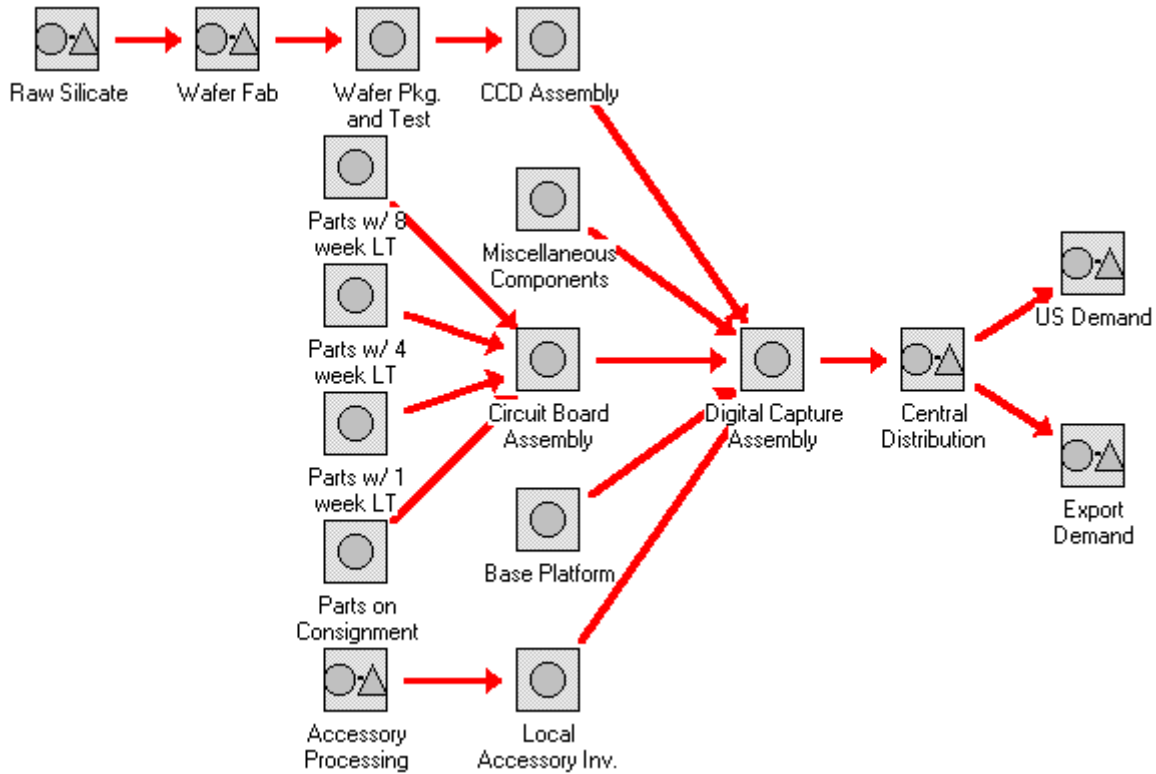 Raw Silicate
Wafer Fab
Wafer Pkg.
and Test
CCD Assembly
Parts w/ 8
week LT
Miscellaneous
Components
US Demand
Parts w/ 4
week LT
Circuit Board
Assembly
Digital Capture
Assembly
Central
Distribution
Parts w/ 1
week LT
Export
Demand
Base Platform
Parts on
Consignment
Accessory
Processing
Local
Accessory Inv.